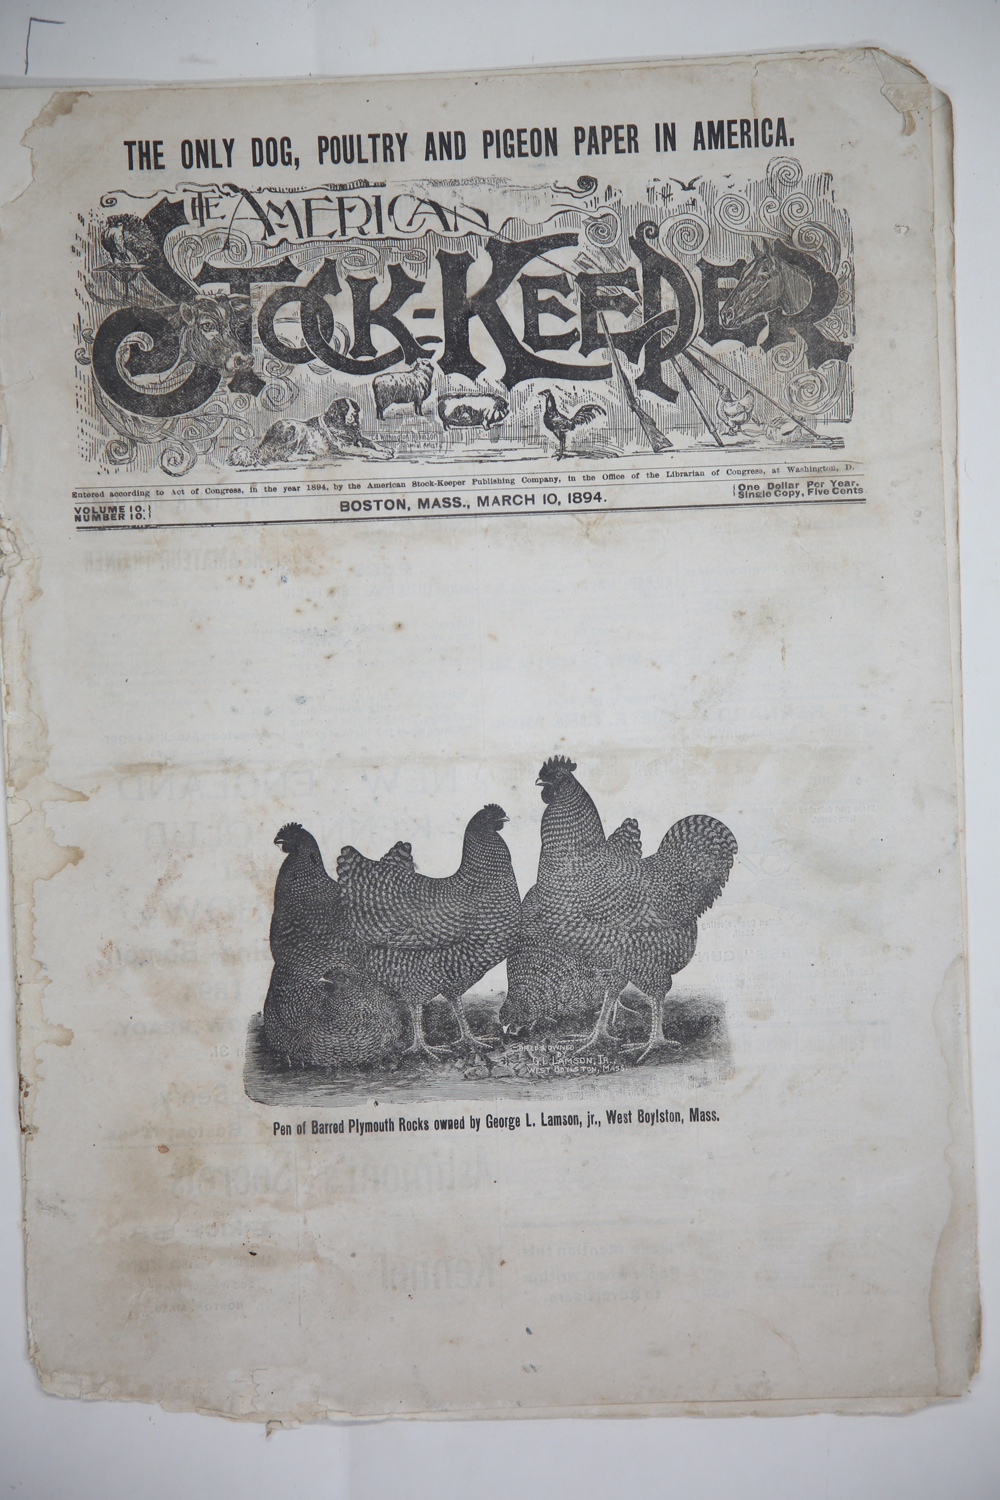 THE ONLY DOG, POULTRY AND PIGEON PAPER IN AMERICA.
THE AMERICAN
STOCK-KEEPER
Entered according to Act of Congress, in the year 1894, by the American Stock-Keeper Publishing Company, in the Office of the Librarian of Congress, at Washington, D.
VOLUME 10.
NUMBER 10.
BOSTON, MASS., MARCH 10, 1894.
One Dollar Per Year.
Single Copy, Five Cents
BRED & OWNED
G. L. LAMSON, JR.
WEST BOYLSTON, MASS.
Pen of Barred Plymouth Rocks owned by George L. Lamson, jr., West Boylston, Mass.